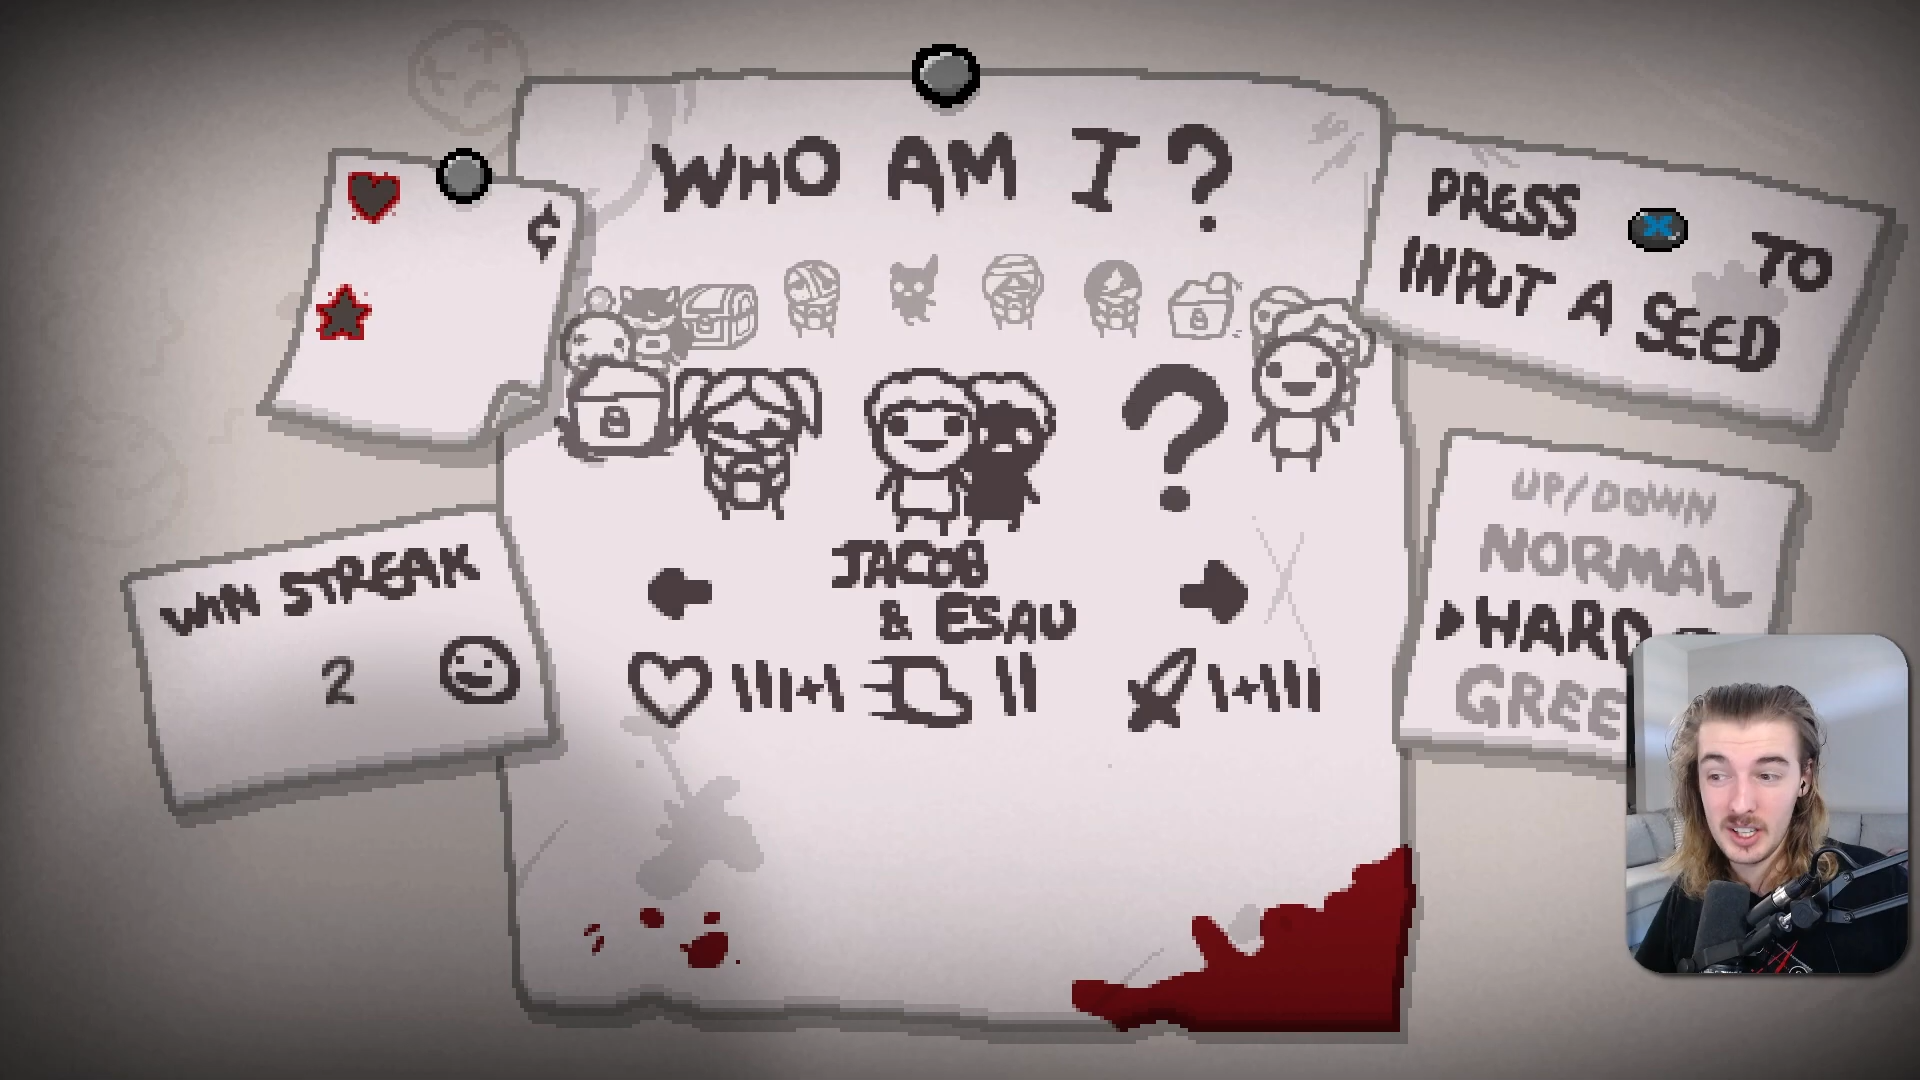 WHO AM I?
¢
PRESS X TO
INPUT A SEED
WIN STREAK
2
JACOB
& ESAU
UP/DOWN
NORMAL
HARD